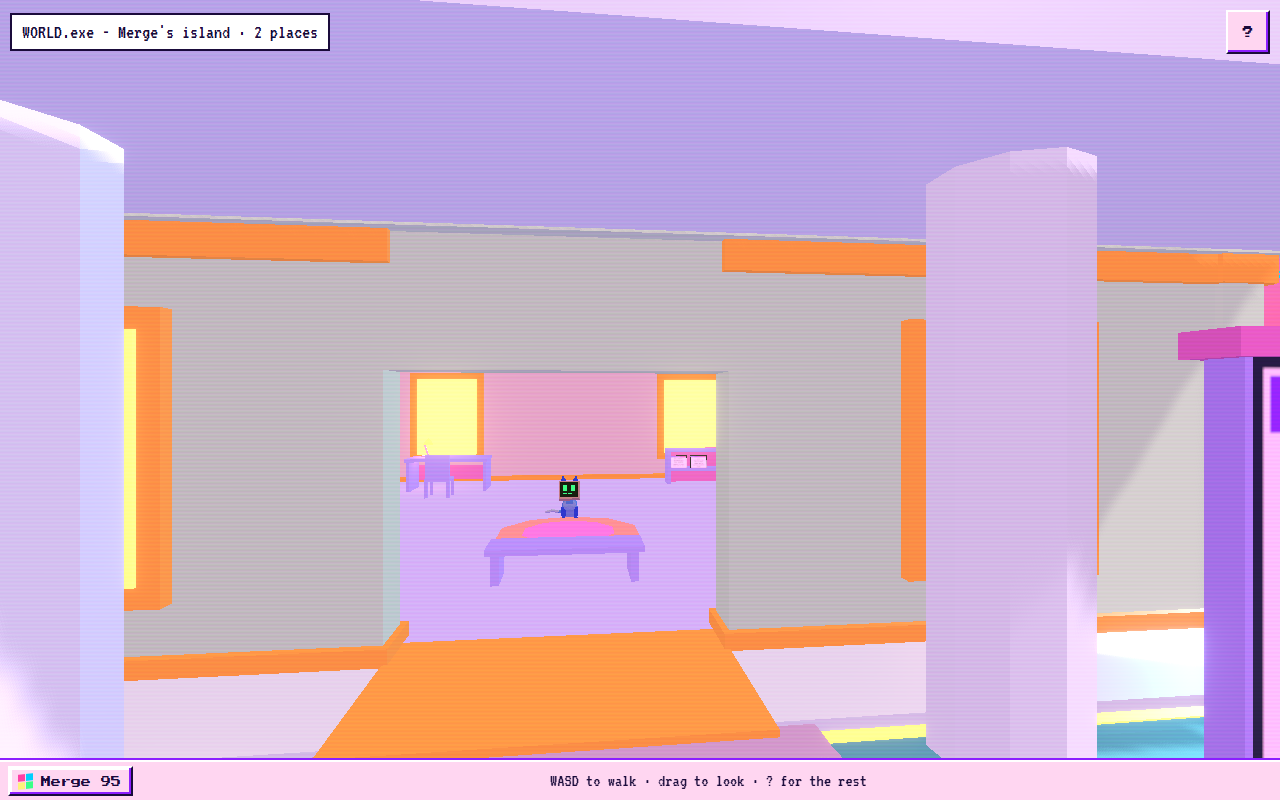 WORLD.exe - Merge's island · 2 places
?
Merge 95
WASD to walk · drag to look · ? for the rest